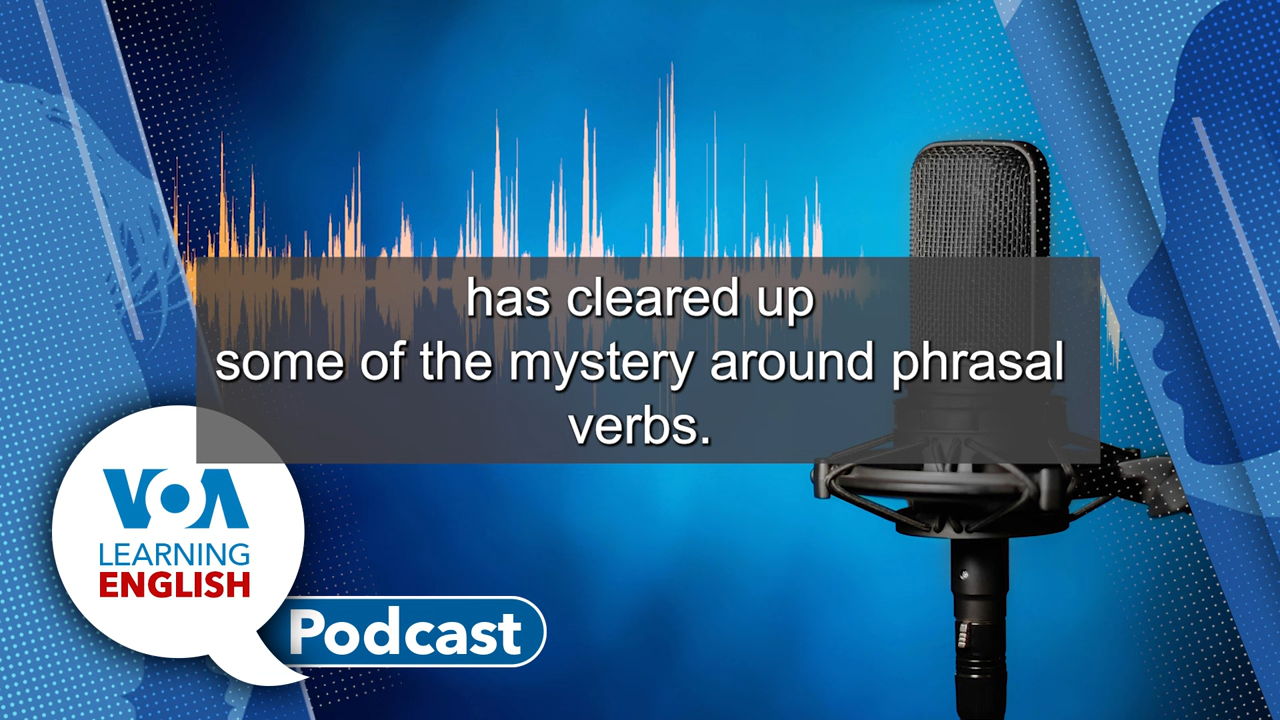 has cleared up
some of the mystery around phrasal
verbs.
VOA
LEARNING
ENGLISH
Podcast